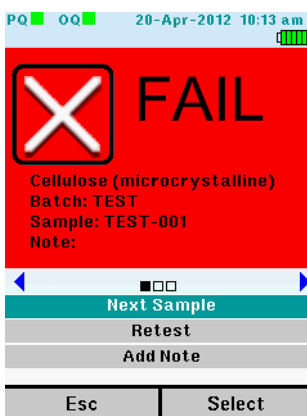 PQ OQ 20-Apr-2012 10:13 am
FAIL
Cellulose (microcrystalline)
Batch: TEST
Sample: TEST-001
Note:
Next Sample
Retest
Add Note
Esc Select